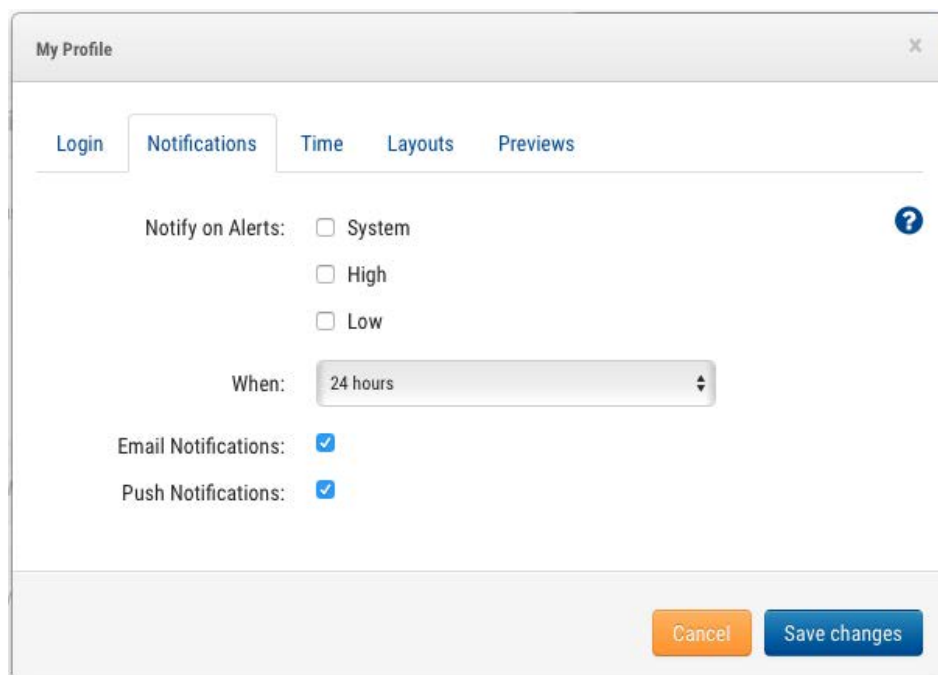 My Profile
Login Notifications Time Layouts Previews
Notify on Alerts: System
High
Low
When: 24 hours
Email Notifications:
Push Notifications:
Cancel Save changes